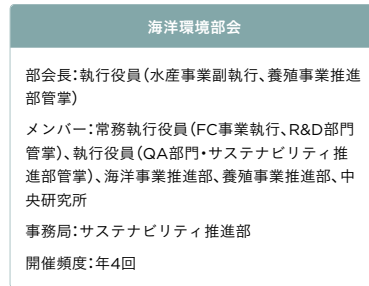 海洋環境部会
部会長：執行役員（水産事業副執行、養殖事業推進
部管掌）
メンバー：常務執行役員（FC事業執行、R&D部門
管掌）、執行役員（QA部門・サステナビリティ推
進部管掌）、海洋事業推進部、養殖事業推進部、中
央研究所
事務局：サステナビリティ推進部
開催頻度：年4回